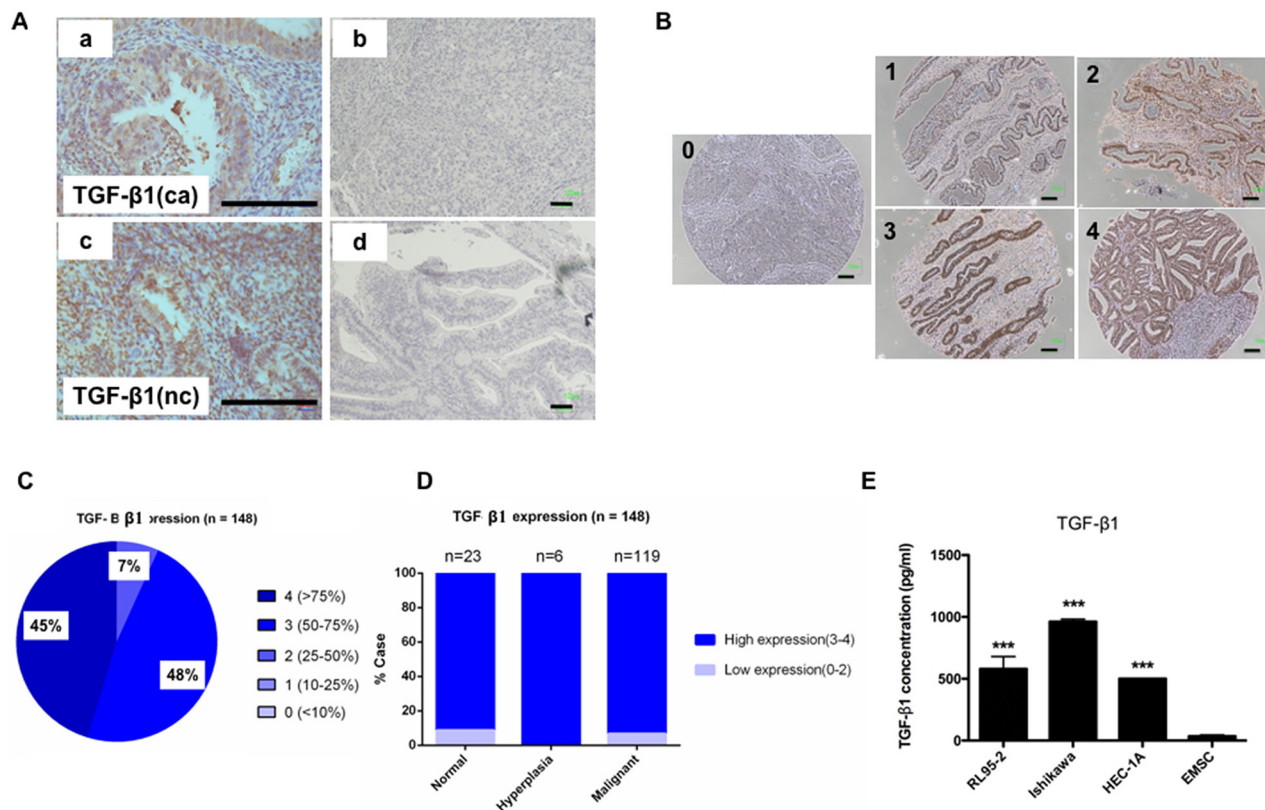 A
a
b
TGF-β1(ca)
c
d
TGF-β1(nc)
B
0
1
2
3
4
C
TGF- B β1 ression (n = 148)
7%
45%
48%
4 (>75%)
3 (50-75%)
2 (25-50%)
1 (10-25%)
0 (<10%)
D
TGF- β1 expression (n = 148)
n=23 n=6 n=119
% Case
100
80
60
40
20
0
Normal
Hyperplasia
Malignant
High expression(3-4)
Low expression(0-2)
E
TGF-β1
TGF-β1 concentration (pg/ml)
1500
1000
500
0
***
***
***
RL95-2
Ishikawa
HEC-1A
EMSC